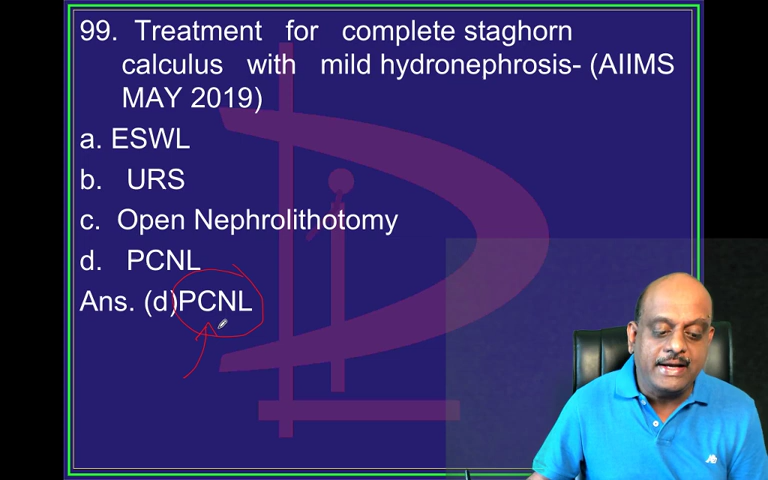 99. Treatment for complete staghorn
calculus with mild hydronephrosis- (AIIMS
MAY 2019)
a. ESWL
b. URS
c. Open Nephrolithotomy
d. PCNL
Ans. (d)PCNL